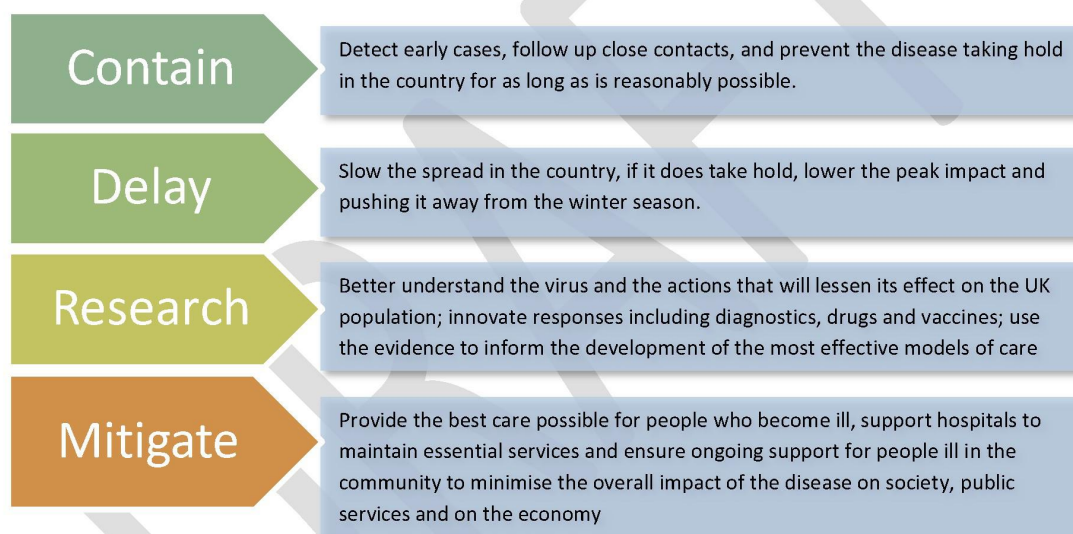 Contain
Detect early cases, follow up close contacts, and prevent the disease taking hold
in the country for as long as is reasonably possible.
Delay
Slow the spread in the country, if it does take hold, lower the peak impact and
pushing it away from the winter season.
Research
Better understand the virus and the actions that will lessen its effect on the UK
population; innovate responses including diagnostics, drugs and vaccines; use
the evidence to inform the development of the most effective models of care
Mitigate
Provide the best care possible for people who become ill, support hospitals to
maintain essential services and ensure ongoing support for people ill in the
community to minimise the overall impact of the disease on society, public
services and on the economy
DRAFT